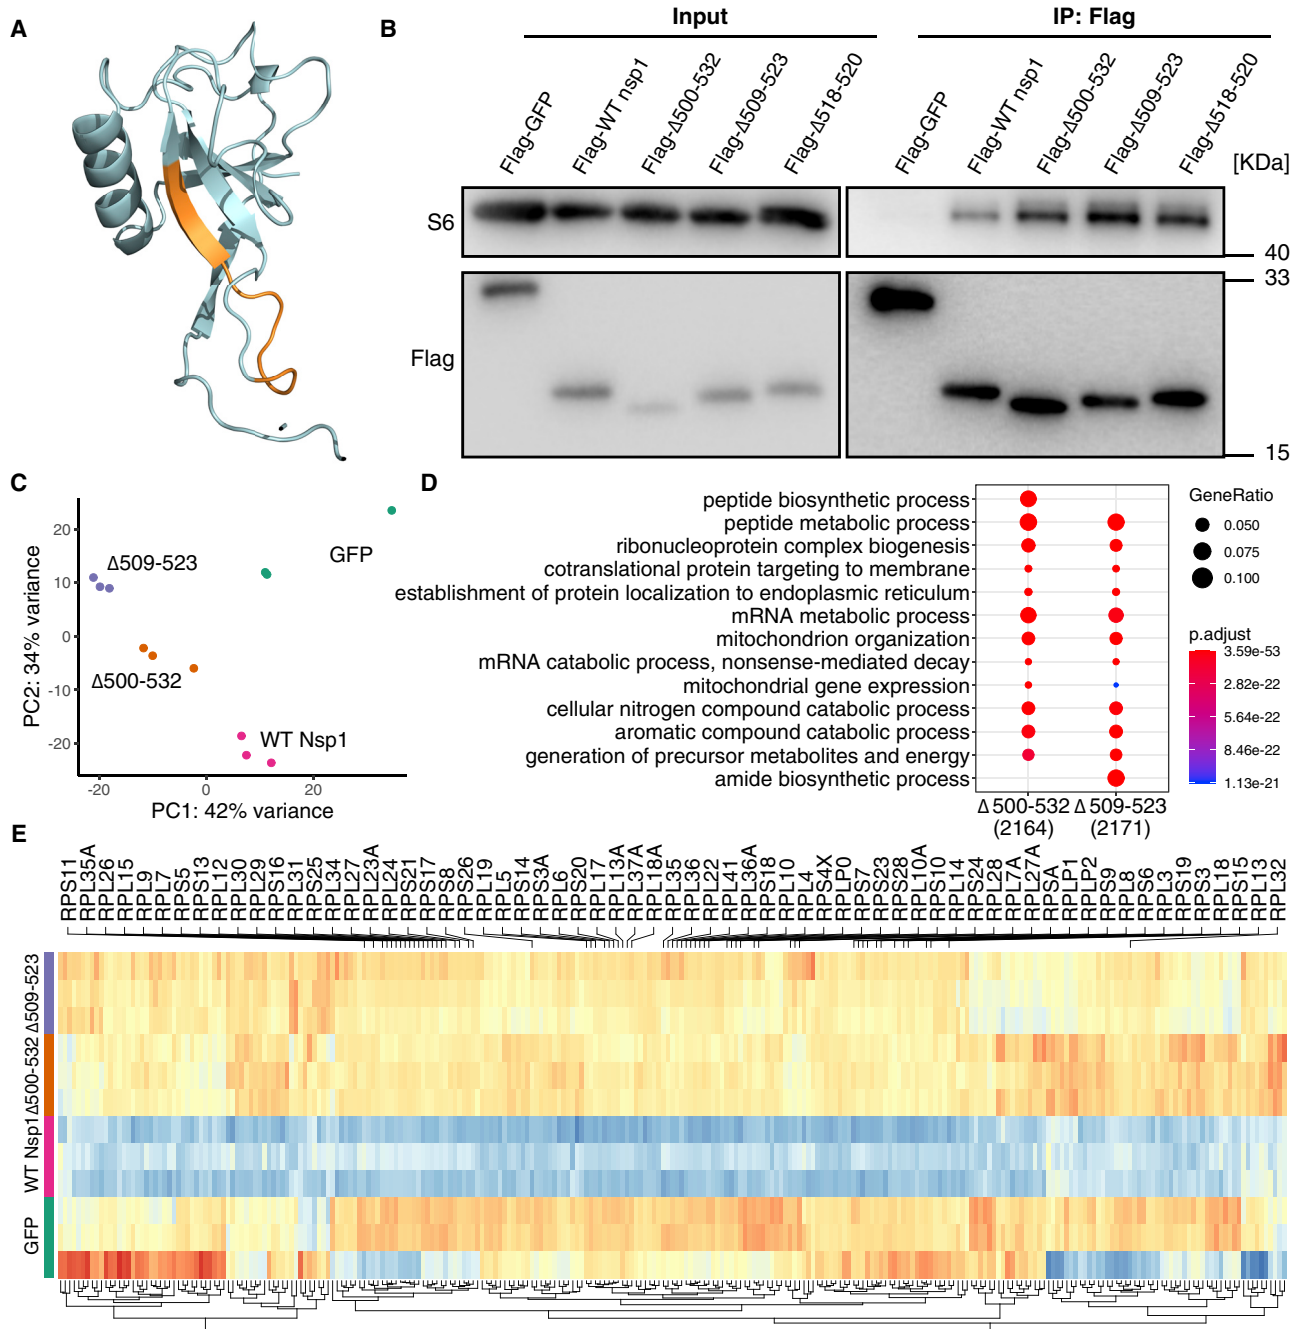 A
B
Input
IP: Flag
Flag-GFP
Flag-WT nsp1
Flag-Δ500-532
Flag-Δ509-523
Flag-Δ518-520
Flag-GFP
Flag-WT nsp1
Flag-Δ500-532
Flag-Δ509-523
Flag-Δ518-520
[KDa]
S6
40
33
Flag
15
C
PC2: 34% variance
20
10
0
-10
-20
Δ509-523
GFP
Δ500-532
WT Nsp1
-20
0
20
PC1: 42% variance
D
peptide biosynthetic process
peptide metabolic process
ribonucleoprotein complex biogenesis
cotranslational protein targeting to membrane
establishment of protein localization to endoplasmic reticulum
mRNA metabolic process
mitochondrion organization
mRNA catabolic process, nonsense-mediated decay
mitochondrial gene expression
cellular nitrogen compound catabolic process
aromatic compound catabolic process
generation of precursor metabolites and energy
amide biosynthetic process
Δ500-532
(2164)
Δ509-523
(2171)
GeneRatio
0.050
0.075
0.100
p.adjust
3.59e-53
2.82e-22
5.64e-22
8.46e-22
1.13e-21
E
RPS11
RPL35A
RPL26
RPL15
RPL9
RPL7
RPS5
RPS13
RPL12
RPL30
RPL29
RPS16
RPL31
RPS25
RPL34
RPL27
RPL23A
RPL24
RPS21
RPS17
RPS8
RPS26
RPL19
RPL5
RPS14
RPS3A
RPL6
RPS20
RPL17
RPL13A
RPL37A
RPL18A
RPL35
RPL36
RPL22
RPL41
RPL36A
RPS18
RPL10
RPL4
RPS4X
RPLP0
RPS7
RPS23
RPS28
RPL10A
RPS10
RPL14
RPS24
RPL28
RPL7A
RPL27A
RPSA
RPLP1
RPLP2
RPS9
RPL8
RPS6
RPL3
RPS19
RPS3
RPL18
RPS15
RPL13
RPL32
Δ509-523
Δ500-532
WT Nsp1
GFP